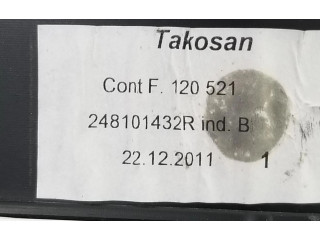 Takosan
Cont F. 120 521
248101432R ind. B
22.12.2011 1